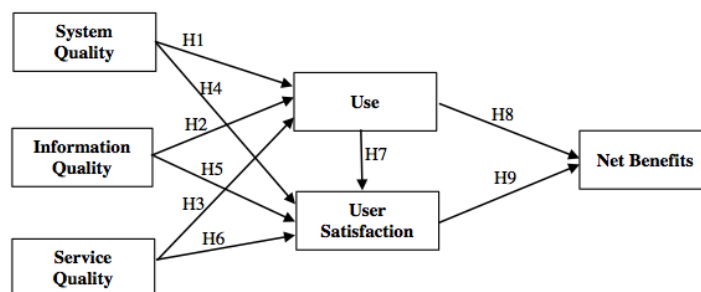 System
Quality
H1
H4
Use
H8
H2
Information
Quality
H7
Net Benefits
H5
H9
H3
User
Satisfaction
H6
Service
Quality